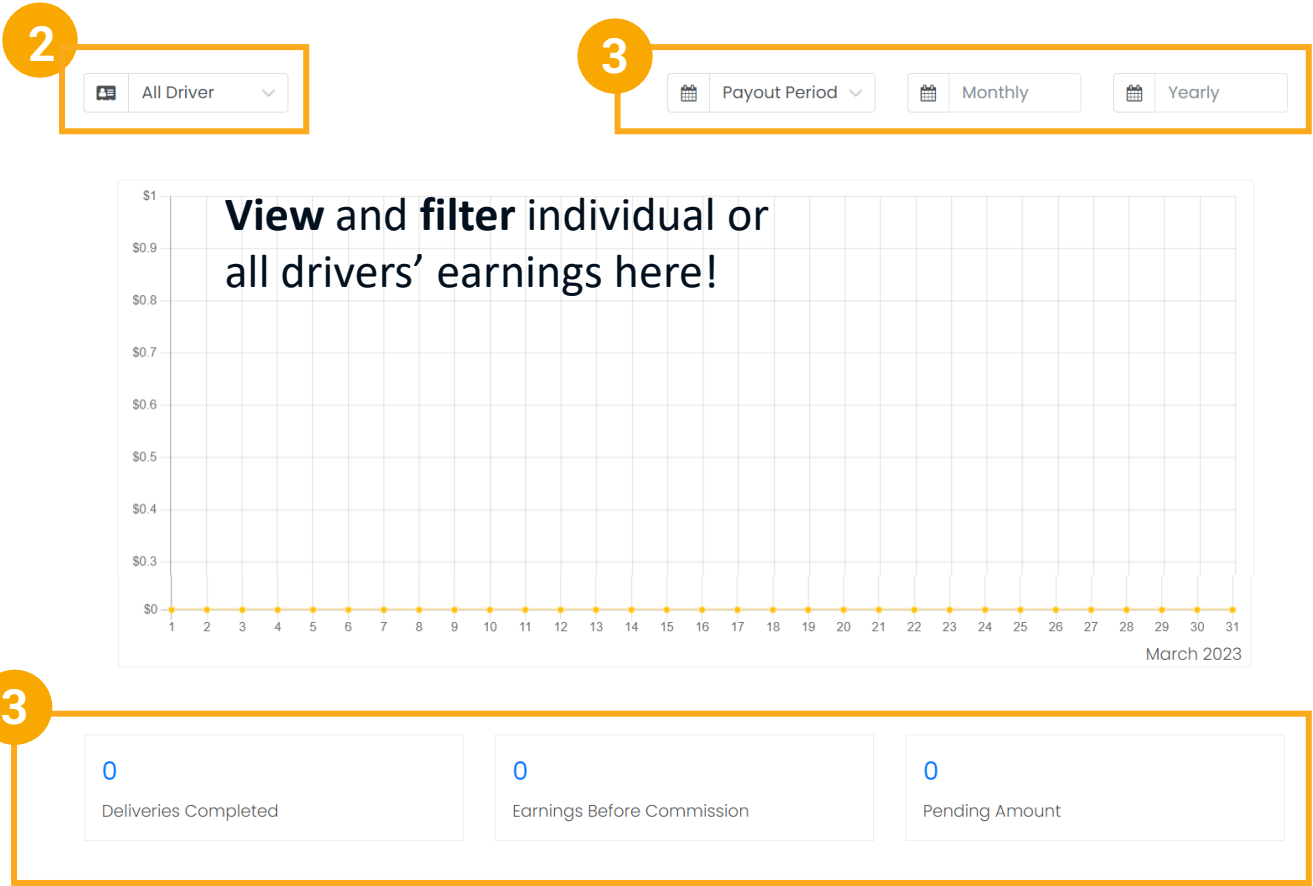 2
All Driver
3
Payout Period
Monthly
Yearly
View and filter individual or
all drivers’ earnings here!
$1
$0.9
$0.8
$0.7
$0.6
$0.5
$0.4
$0.3
$0
1 2 3 4 5 6 7 8 9 10 11 12 13 14 15 16 17 18 19 20 21 22 23 24 25 26 27 28 29 30 31
March 2023
3
0
Deliveries Completed
0
Earnings Before Commission
0
Pending Amount